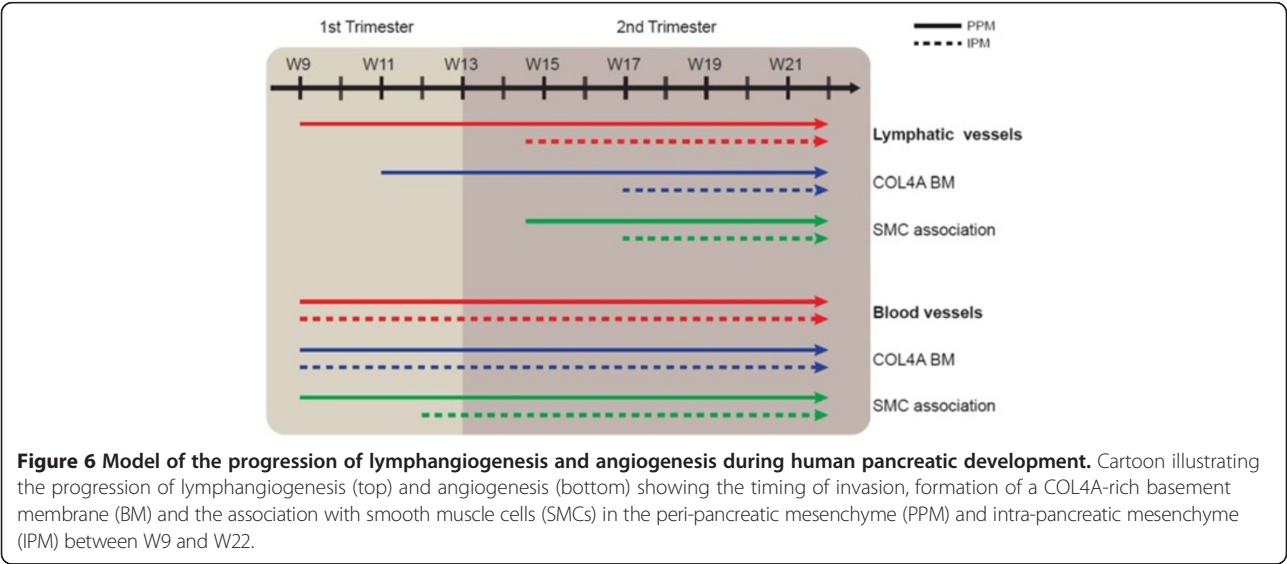 1st Trimester 2nd Trimester PPM
IPM
W9 W11 W13 W15 W17 W19 W21
Lymphatic vessels
COL4A BM
SMC association
Blood vessels
COL4A BM
SMC association
Figure 6 Model of the progression of lymphangiogenesis and angiogenesis during human pancreatic development. Cartoon illustrating
the progression of lymphangiogenesis (top) and angiogenesis (bottom) showing the timing of invasion, formation of a COL4A-rich basement
membrane (BM) and the association with smooth muscle cells (SMCs) in the peri-pancreatic mesenchyme (PPM) and intra-pancreatic mesenchyme
(IPM) between W9 and W22.